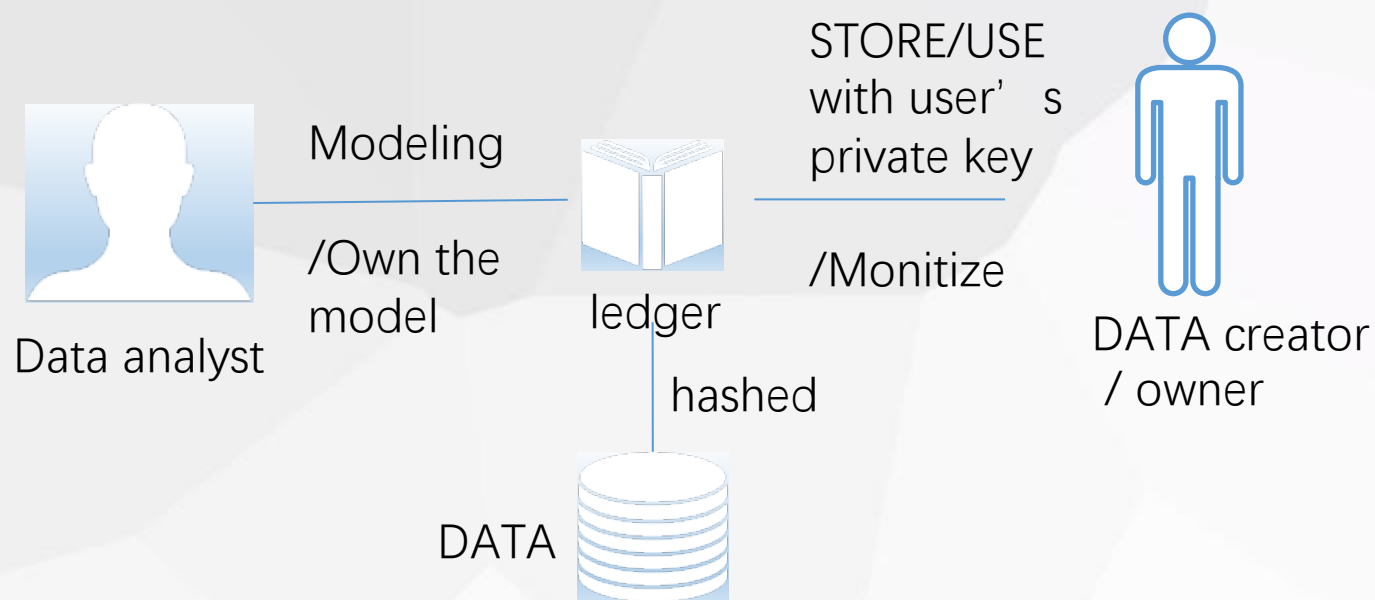 STORE/USE
with user’ s
private key
Modeling
/Own the
model
/Monitize
ledger
Data analyst
DATA creator
/ owner
hashed
DATA